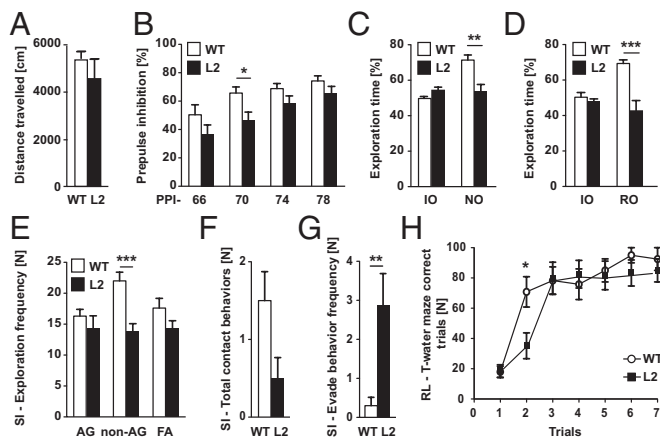 A
Distance travelled [cm]
6000
4000
2000
0
WT L2
B
Prepulse inhibition [%]
100
80
60
40
20
0
WT
L2
*
PPI- 66 70 74 78
C
Exploration time [%]
80
60
40
20
0
WT
L2
**
IO NO
D
Exploration time [%]
80
60
40
20
0
WT
L2
***
IO RO
E
SI - Exploration frequency [N]
25
20
15
10
5
0
WT
L2
***
AG non-AG FA
F
SI - Total contact behaviors [N]
2
1
0
WT L2
G
SI - Evade behavior frequency [N]
4
3
2
1
0
**
WT L2
H
RL - T-water maze correct
trials
[N]
100
80
60
40
20
0
*
WT
L2
0 1 2 3 4 5 6 7
Trials